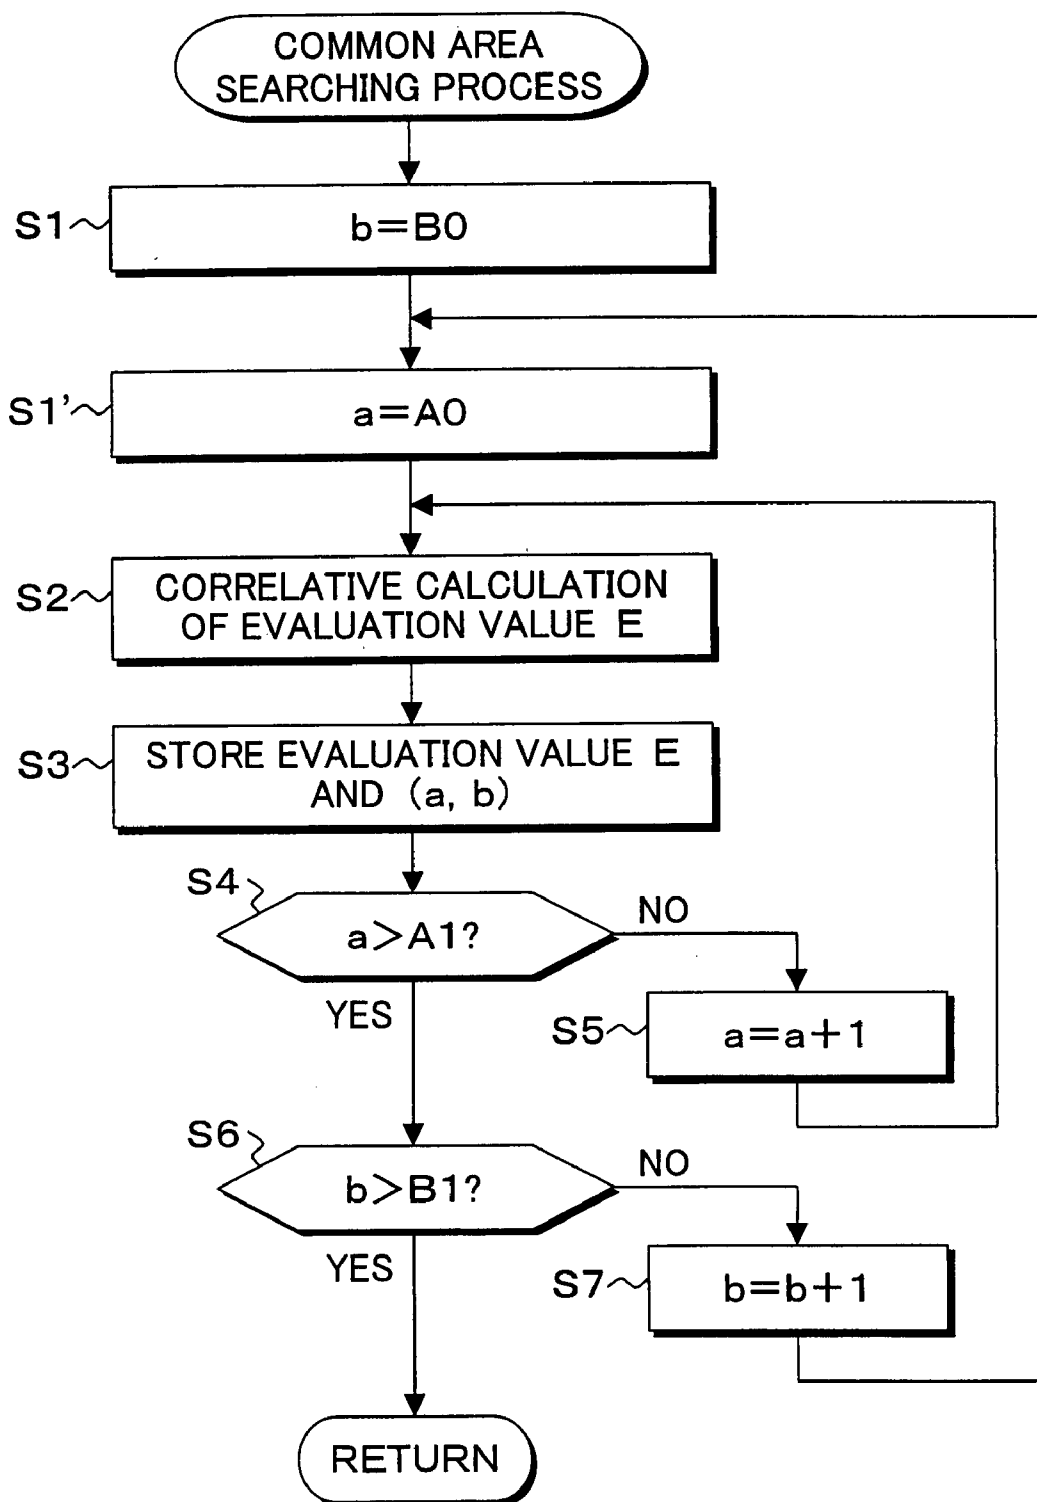 COMMON AREA
SEARCHING PROCESS
S1
b=B0
S1'
a=A0
S2
CORRELATIVE CALCULATION
OF EVALUATION VALUE E
S3
STORE EVALUATION VALUE E
AND (a, b)
S4
a>A1?
NO
YES
S5
a=a+1
S6
b>B1?
NO
YES
S7
b=b+1
RETURN